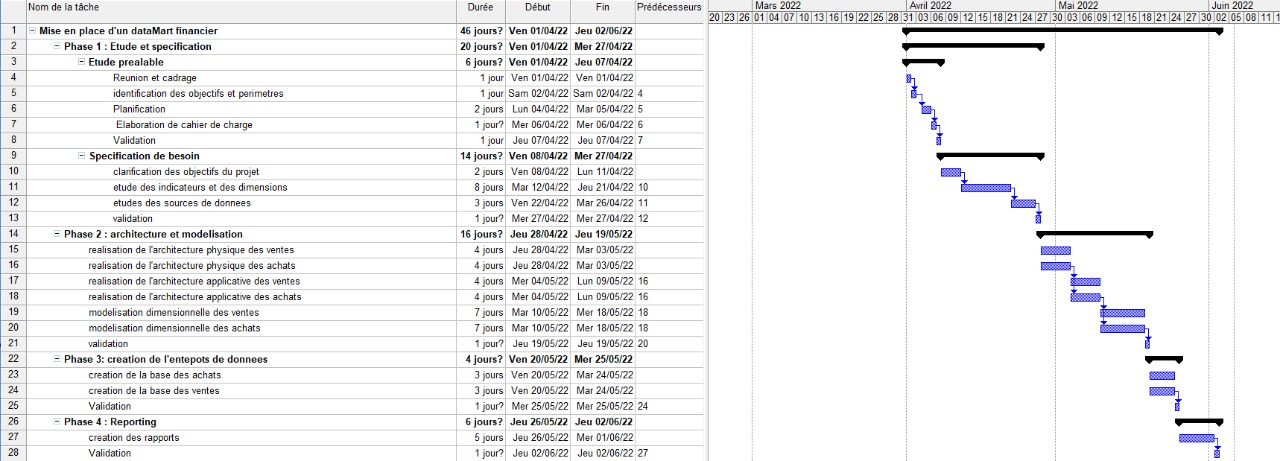 Nom de la tâche Durée Début Fin Prédécesseurs
Mars 2022 Avril 2022 Mai 2022 Juin 2022
20 23 26 01 04 07 10 13 16 19 22 25 28 31 03 06 09 12 15 18 21 24 27 30 03 06 09 12 15 18 21 24 27 30 02 05 08 11 1
1 Mise en place d'un dataMart financier 46 jours? Ven 01/04/22 Jeu 02/06/22
2 Phase 1 : Etude et specification 20 jours? Ven 01/04/22 Mer 27/04/22
3 Etude prealable 6 jours? Ven 01/04/22 Jeu 07/04/22
4 Reunion et cadrage 1 jour Ven 01/04/22 Ven 01/04/22
5 identification des objectifs et perimetres 1 jour Sam 02/04/22 Sam 02/04/22 4
6 Planification 2 jours Lun 04/04/22 Mar 05/04/22 5
7 Elaboration de cahier de charge 1 jour? Mer 06/04/22 Mer 06/04/22 6
8 Validation 1 jour Jeu 07/04/22 Jeu 07/04/22 7
9 Specification de besoin 14 jours? Ven 08/04/22 Mer 27/04/22
10 clarification des objectifs du projet 2 jours Ven 08/04/22 Lun 11/04/22
11 etude des indicateurs et des dimensions 8 jours Mar 12/04/22 Jeu 21/04/22 10
12 etudes des sources de donnees 3 jours Ven 22/04/22 Mar 26/04/22 11
13 validation 1 jour? Mer 27/04/22 Mer 27/04/22 12
14 Phase 2 : architecture et modelisation 16 jours? Jeu 28/04/22 Jeu 19/05/22
15 realisation de l'architecture physique des ventes 4 jours Jeu 28/04/22 Mar 03/05/22
16 realisation de l'architecture physique des achats 4 jours Jeu 28/04/22 Mar 03/05/22
17 realisation de l'architecture applicative des ventes 4 jours Mer 04/05/22 Lun 09/05/22 16
18 realisation de l'architecture applicative des achats 4 jours Mer 04/05/22 Lun 09/05/22 16
19 modelisation dimensionnelle des ventes 7 jours Mar 10/05/22 Mer 18/05/22 18
20 modelisation dimensionnelle des achats 7 jours Mar 10/05/22 Mer 18/05/22 18
21 validation 1 jour? Jeu 19/05/22 Jeu 19/05/22 20
22 Phase 3: creation de l'entepots de donnees 4 jours? Ven 20/05/22 Mer 25/05/22
23 creation de la base des achats 3 jours Ven 20/05/22 Mar 24/05/22
24 creation de la base des ventes 3 jours Ven 20/05/22 Mar 24/05/22
25 Validation 1 jour? Mer 25/05/22 Mer 25/05/22 24
26 Phase 4 : Reporting 6 jours? Jeu 26/05/22 Jeu 02/06/22
27 creation des rapports 5 jours Jeu 26/05/22 Mer 01/06/22
28 Validation 1 jour? Jeu 02/06/22 Jeu 02/06/22 27